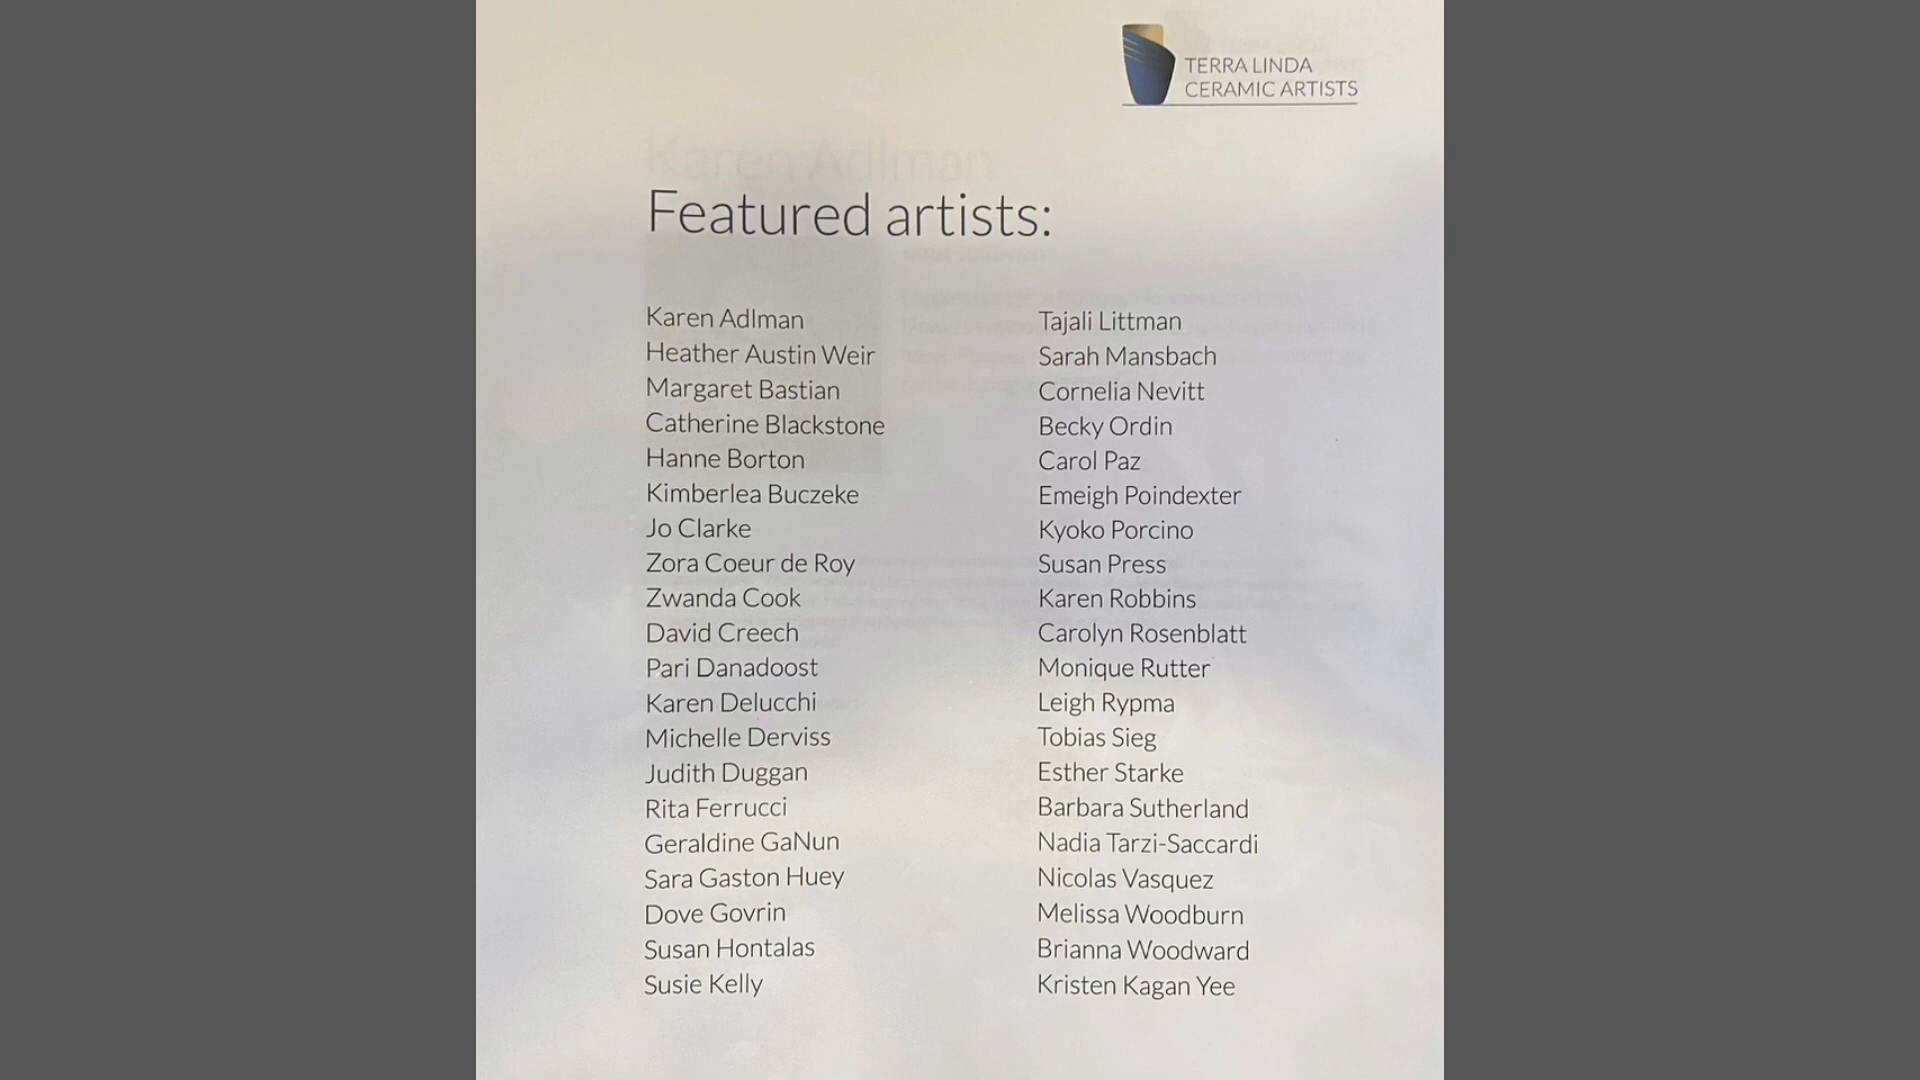 TERRA LINDA
CERAMIC ARTISTS
Karen Adlman
Featured artists:
Karen Adlman
Heather Austin Weir
Margaret Bastian
Catherine Blackstone
Hanne Borton
Kimberlea Buczeke
Jo Clarke
Zora Coeur de Roy
Zwanda Cook
David Creech
Pari Danadoost
Karen Delucchi
Michelle Derviss
Judith Duggan
Rita Ferrucci
Geraldine GaNun
Sara Gaston Huey
Dove Govrin
Susan Hontalas
Susie Kelly
Tajali Littman
Sarah Mansbach
Cornelia Nevitt
Becky Ordin
Carol Paz
Emeigh Poindexter
Kyoko Porcino
Susan Press
Karen Robbins
Carolyn Rosenblatt
Monique Rutter
Leigh Rypma
Tobias Sieg
Esther Starke
Barbara Sutherland
Nadia Tarzi-Saccardi
Nicolas Vasquez
Melissa Woodburn
Brianna Woodward
Kristen Kagan Yee